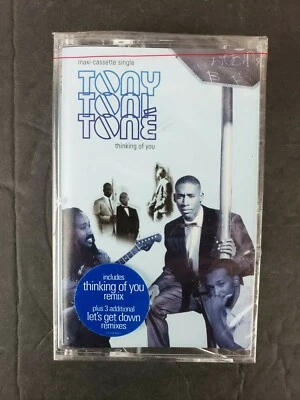 maxi-cassette single
TONY
TONI
TONÉ
thinking of you
includes
thinking of you
remix
plus 3 additional
let's get down
remixes